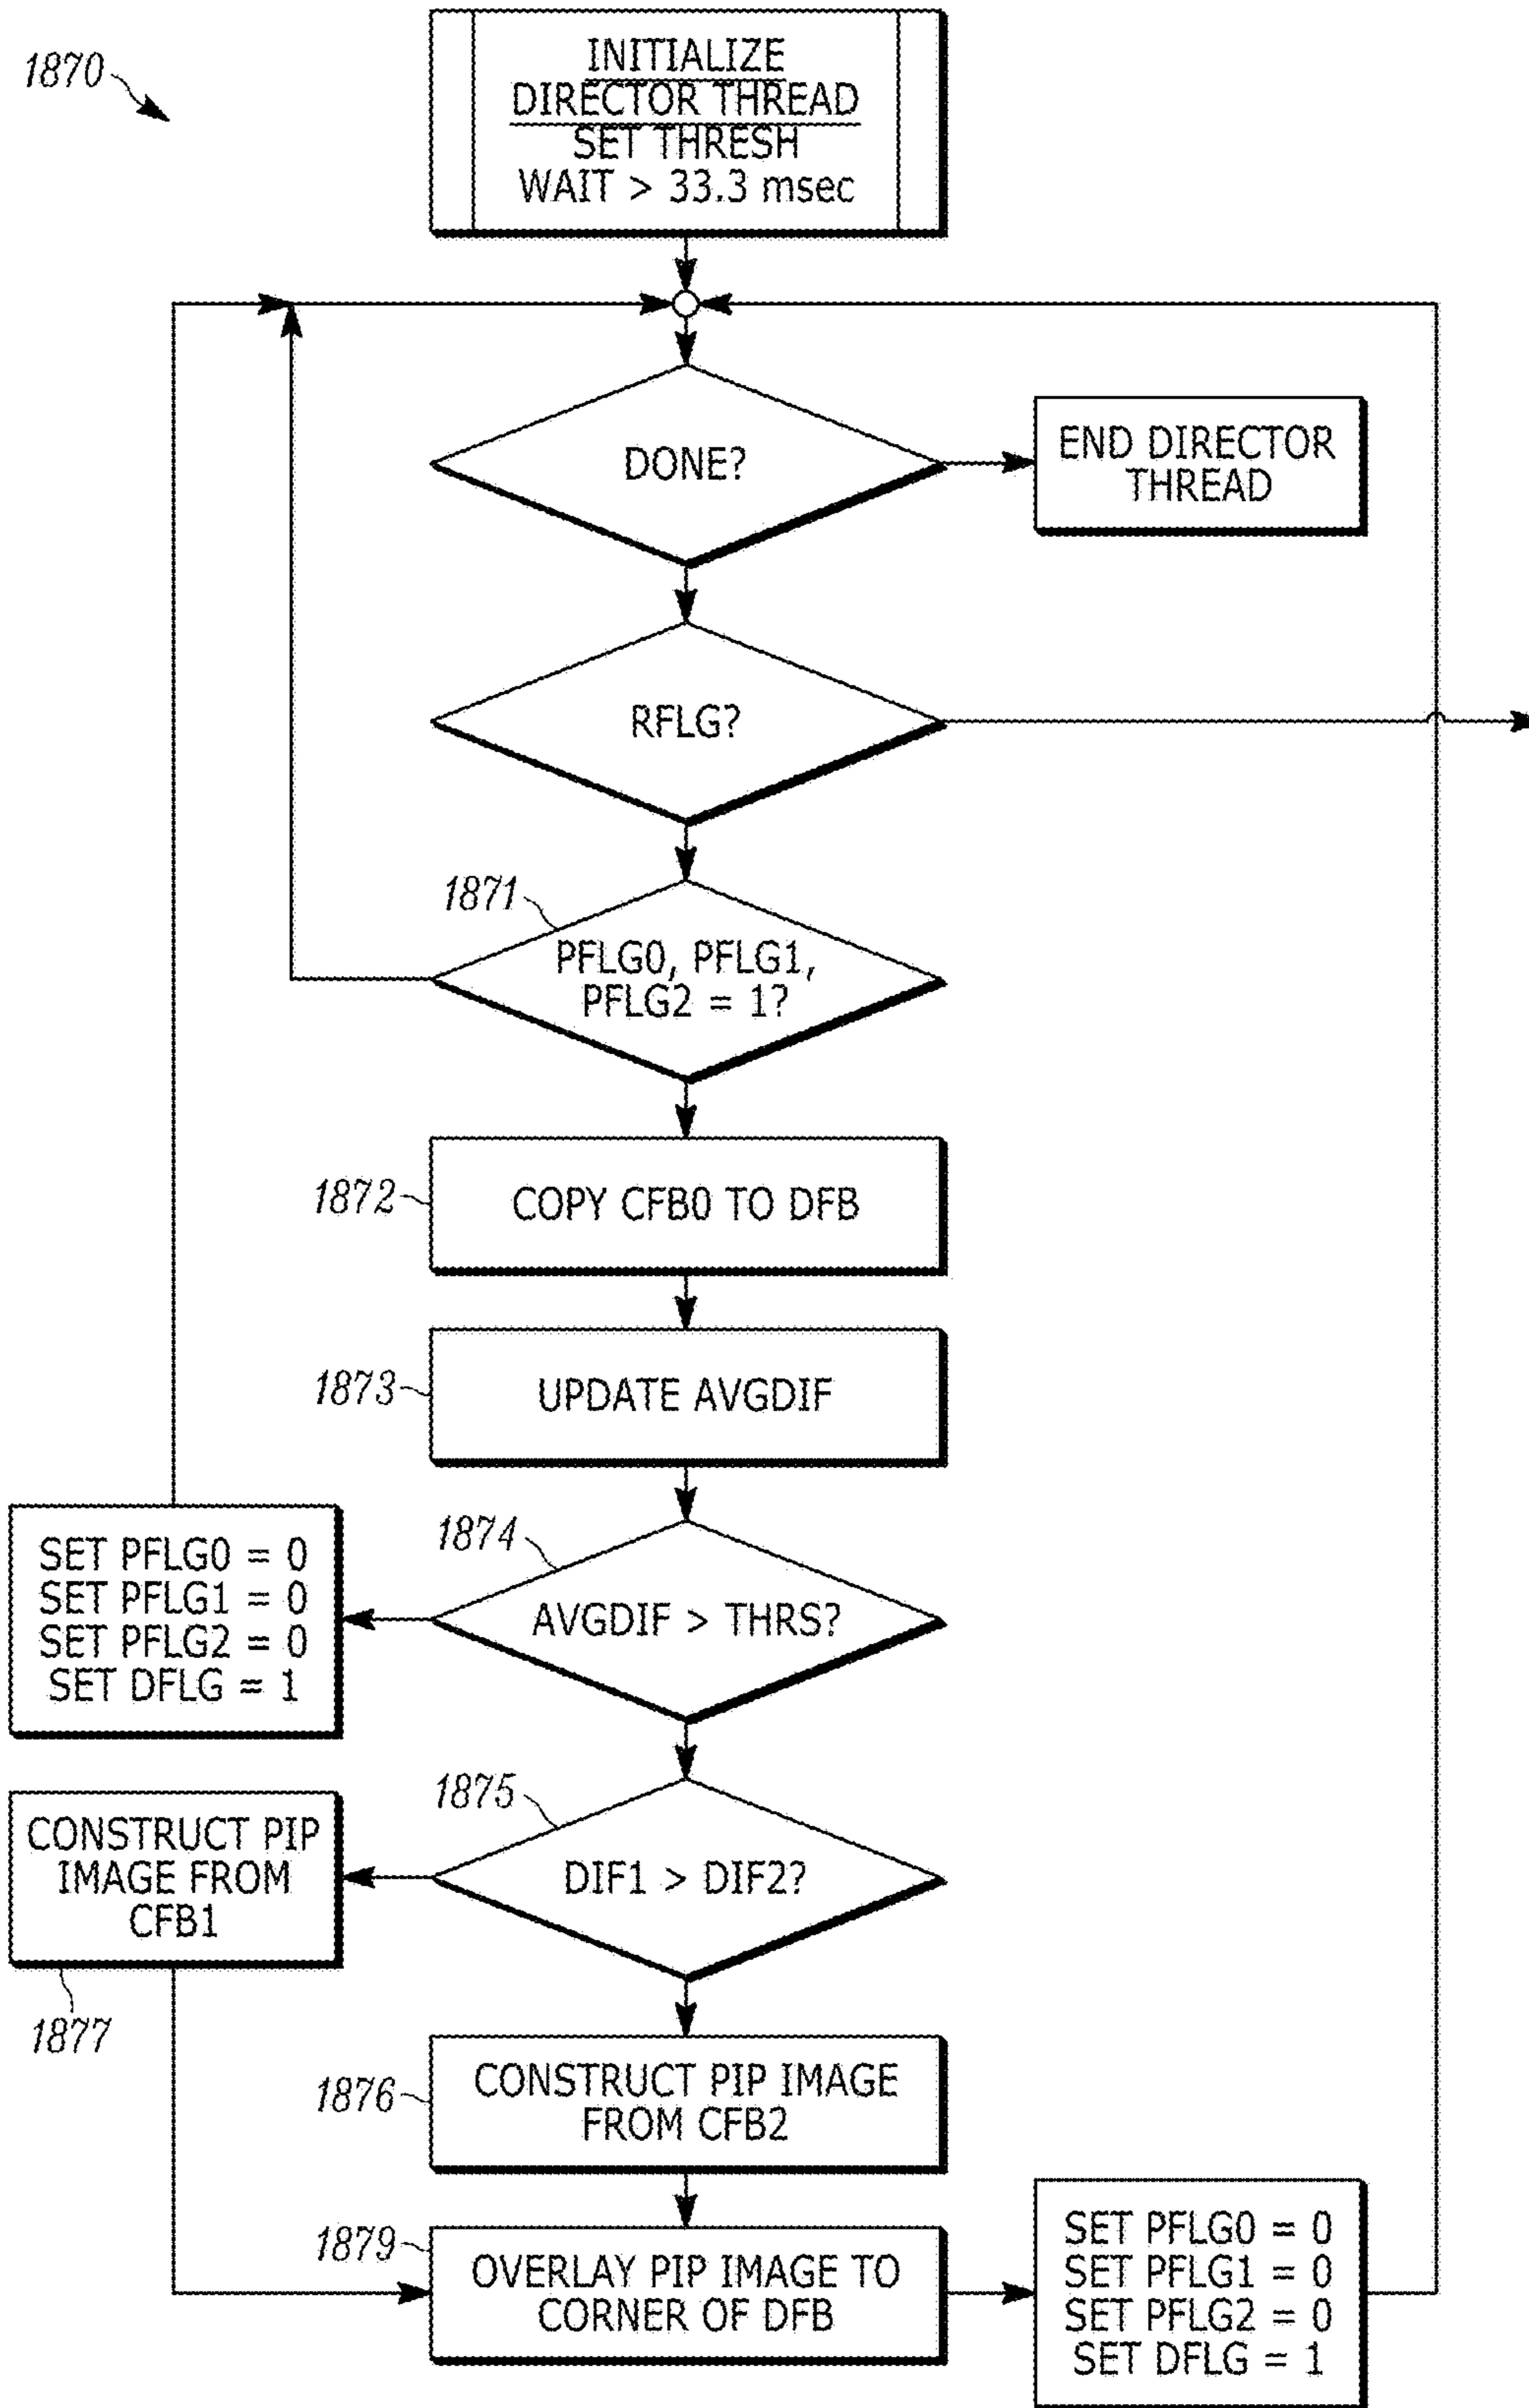 1870
INITIALIZE
DIRECTOR THREAD
SET THRESH
WAIT > 33.3 msec
DONE?
END DIRECTOR
THREAD
RFLG?
1871
PFLG0, PFLG1,
PFLG2 = 1?
1872
COPY CFB0 TO DFB
1873
UPDATE AVGDIF
1874
AVGDIF > THRS?
SET PFLG0 = 0
SET PFLG1 = 0
SET PFLG2 = 0
SET DFLG = 1
1875
DIF1 > DIF2?
CONSTRUCT PIP
IMAGE FROM
CFB1
1877
1876
CONSTRUCT PIP IMAGE
FROM CFB2
1879
OVERLAY PIP IMAGE TO
CORNER OF DFB
SET PFLG0 = 0
SET PFLG1 = 0
SET PFLG2 = 0
SET DFLG = 1